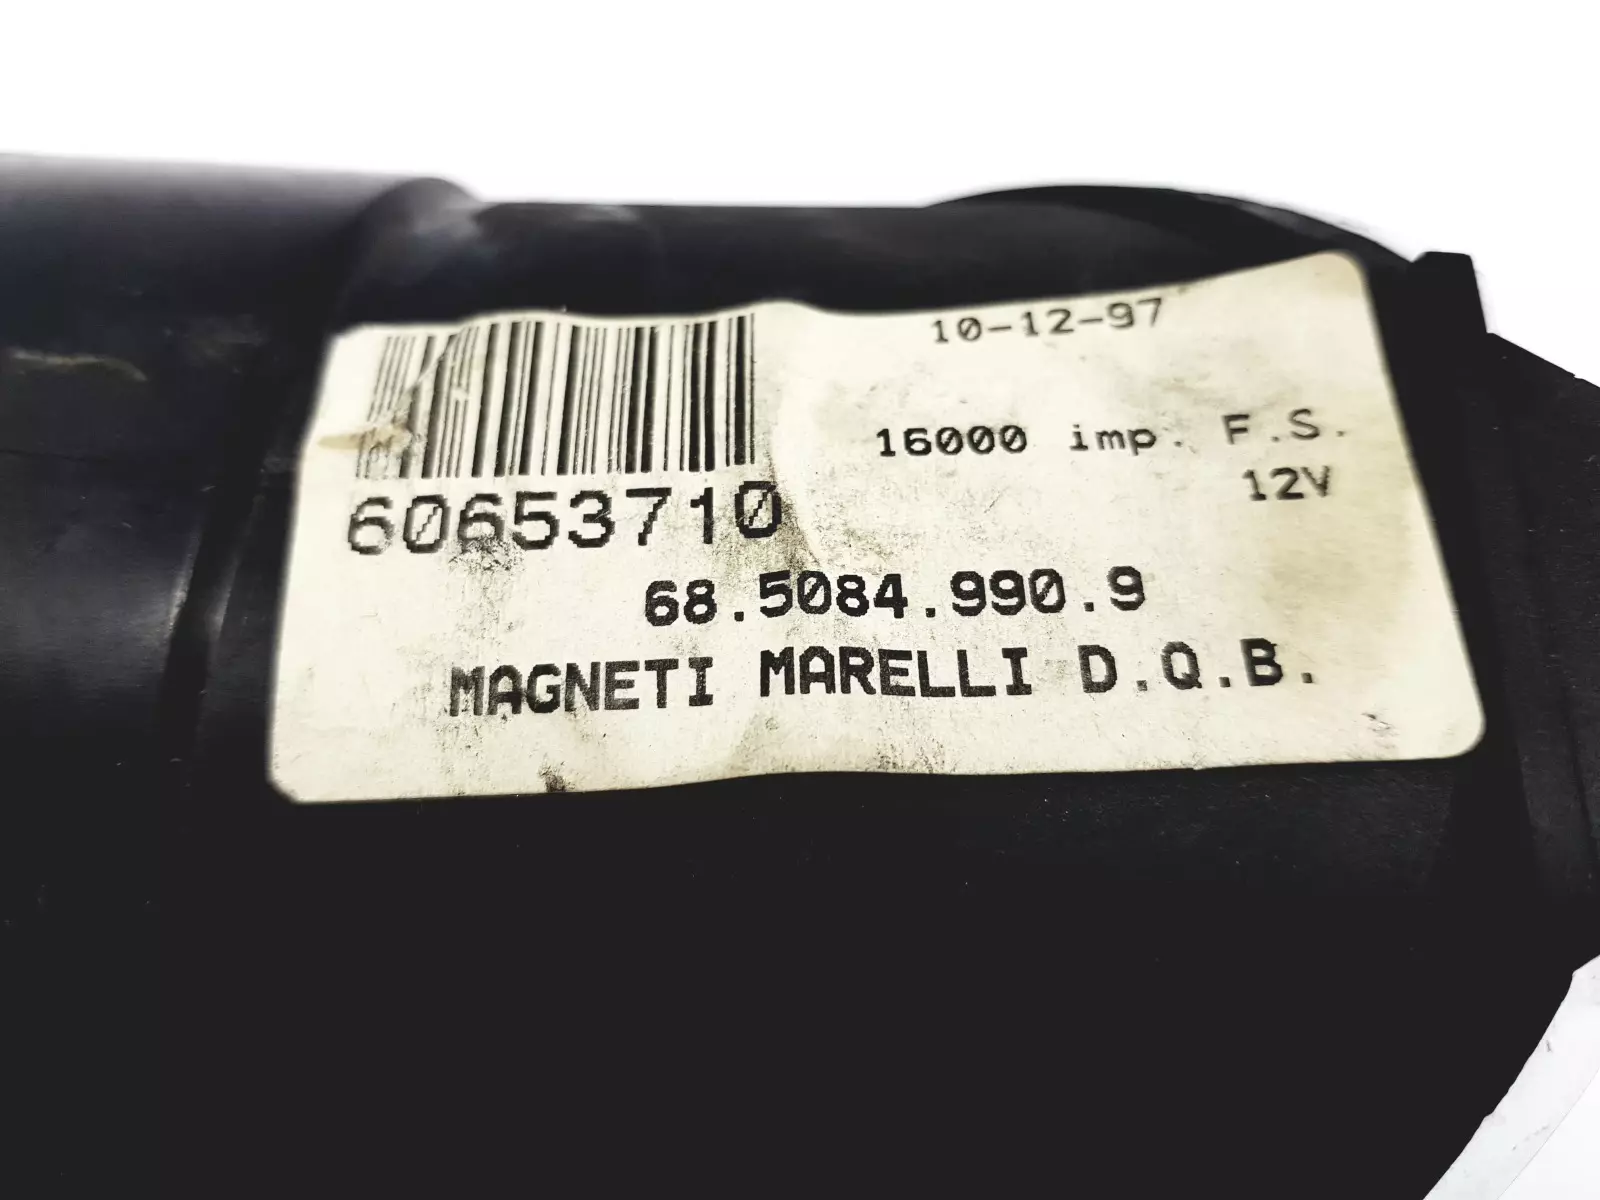 10-12-97
16000 imp. F.S.
12V
60653710
68.5084.990.9
MAGNETI MARELLI D.Q.B.